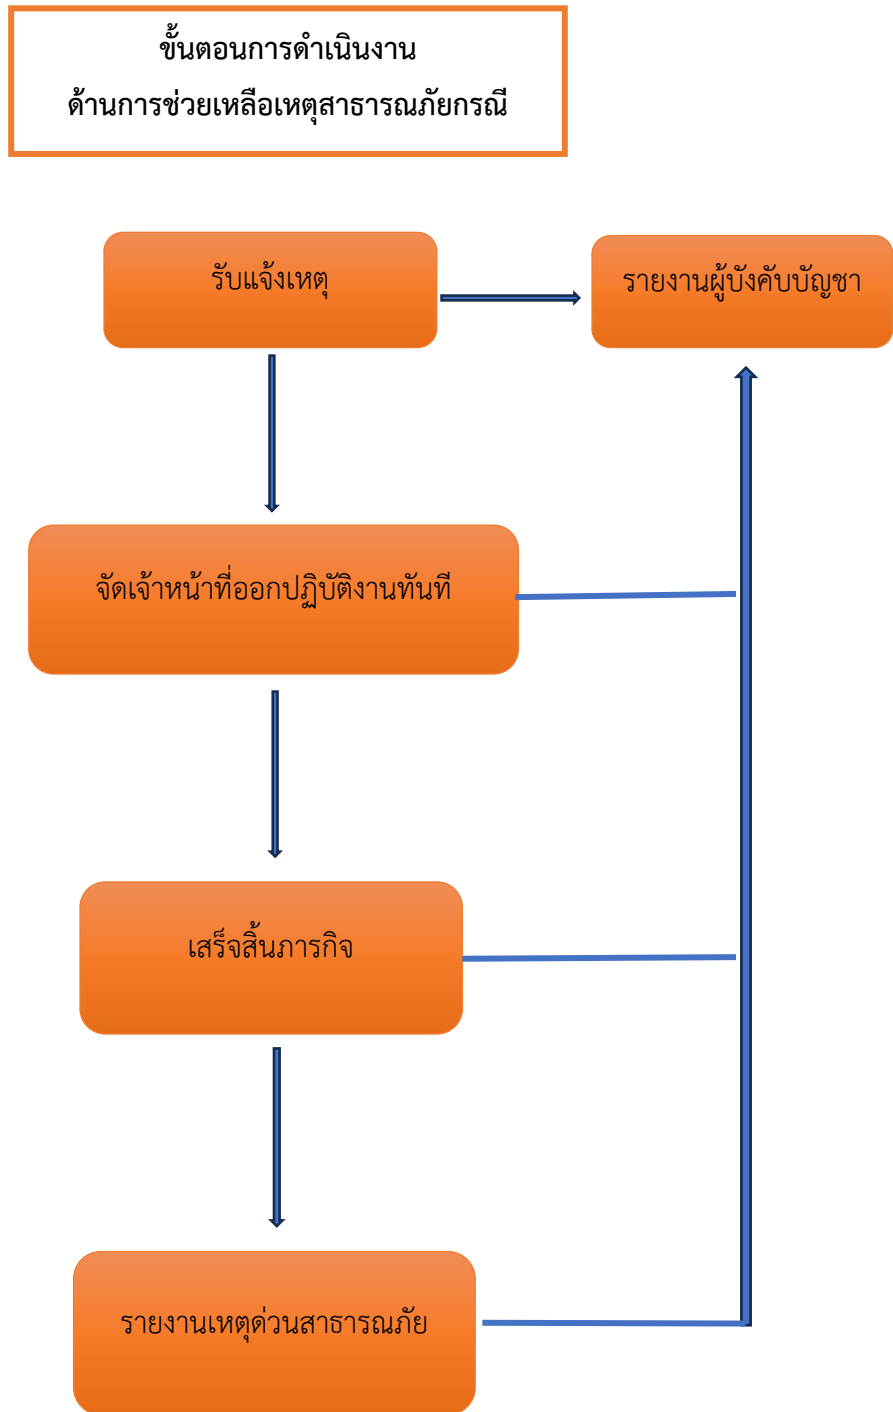 ขั้นตอนการดำเนินงาน
ด้านการช่วยเหลือเหตุสาธารณภัยกรณี
รับแจ้งเหตุ
รายงานผู้บังคับบัญชา
จัดเจ้าหน้าที่ออกปฏิบัติงานทันที
เสร็จสิ้นภารกิจ
รายงานเหตุด่วนสาธารณภัย